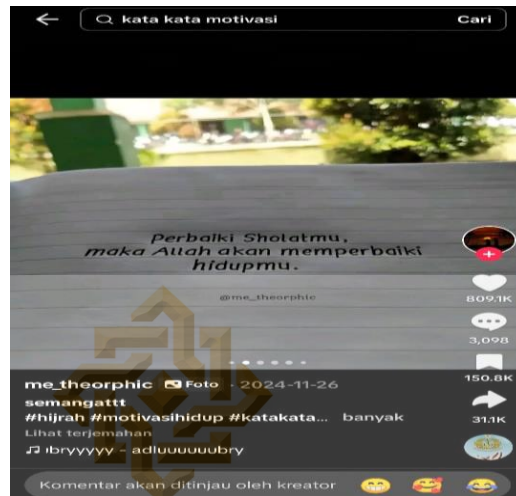 kata kata motivasi
Cari
Perbaiki Sholatmu,
maka Allah akan memperbaiki
hidupmu.
@me_theorphic
809.1K
3,098
150.8K
31.1K
me_theorphic Foto · 2024-11-26
semangattt
#hijrah #motivasihidup #katakata... banyak
Lihat terjemahan
ibryyyyy - adluuuuuubry
Komentar akan ditinjau oleh kreator